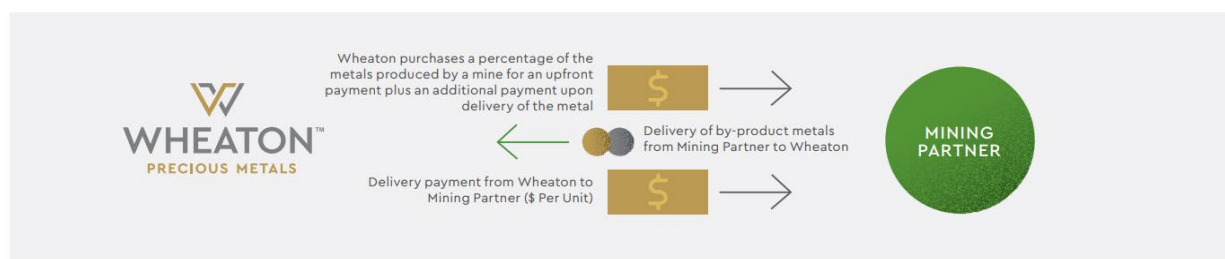 WHEATON™
PRECIOUS METALS
Wheaton purchases a percentage of the
metals produced by a mine for an upfront
payment plus an additional payment upon
delivery of the metal
$
Delivery of by-product metals
from Mining Partner to Wheaton
Delivery payment from Wheaton to
Mining Partner ($ Per Unit)
$
MINING
PARTNER